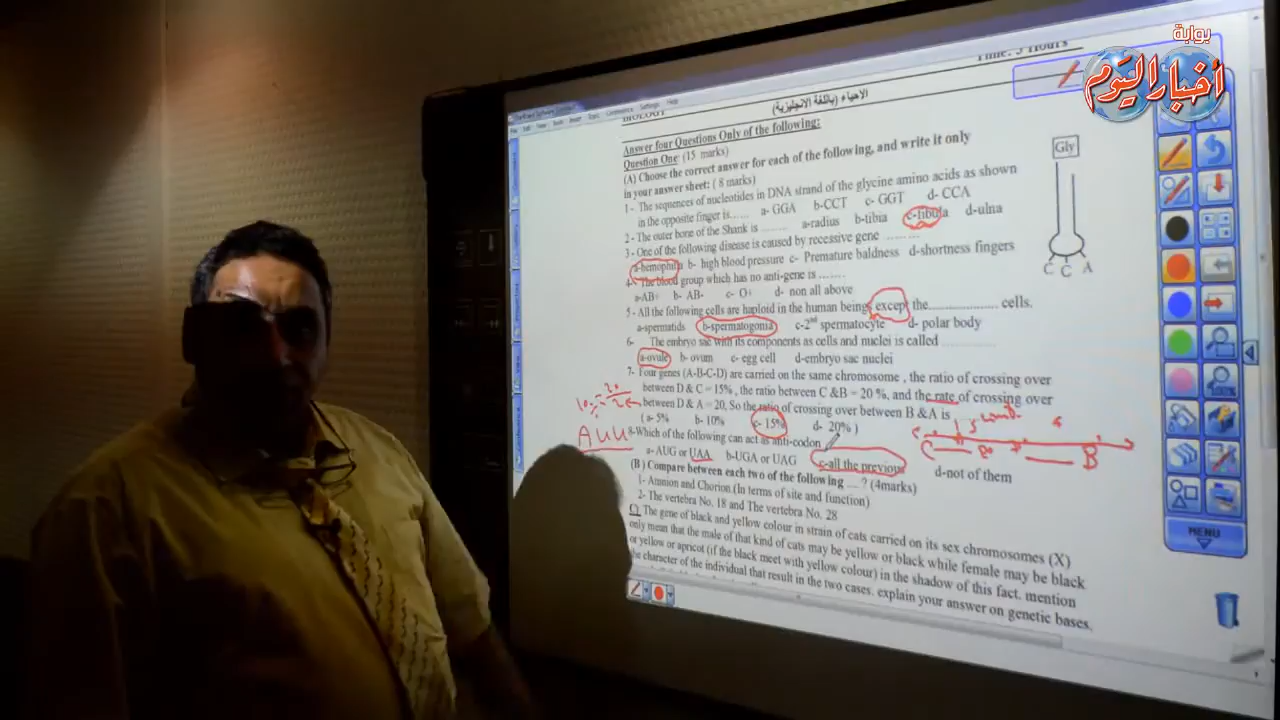 بوابة
أخبار اليوم
Time: 3 Hours
BIOLOGY
الاحياء (باللغة الانجليزية)
Answer four Questions Only of the following:
Question One: (15 marks)
(A) Choose the correct answer for each of the following, and write it only
in your answer sheet: ( 8 marks)
1- The sequences of nucleotides in DNA strand of the glycine amino acids as shown
in the opposite finger is...... a- GGA b-CCT c- GGT d- CCA
2- The outer bone of the Shank is ........ a-radius b-tibia c-fibula d-ulna
3- One of the following disease is caused by recessive gene .........
a-hemophilia b- high blood pressure c- Premature baldness d-shortness fingers
4- The blood group which has no anti-gene is .......
a-AB+ b- AB- c- O+ d- non all above
5- All the following cells are haploid in the human being except the.................. cells.
a-spermatids b-spermatogonia c-2nd spermatocyte d- polar body
6- The embryo sac with its components as cells and nuclei is called ..............
a-ovule b- ovum c- egg cell d-embryo sac nuclei
7- Four genes (A-B-C-D) are carried on the same chromosome , the ratio of crossing over
between D & C = 15%, the ratio between C &B = 20 %, and the rate of crossing over
between D & A = 20, So the ratio of crossing over between B &A is
( a- 5% b- 10% c- 15% d- 20% )
8-Which of the following can act as anti-codon
a- AUG or UAA b-UGA or UAG c-all the previous d-not of them
(B ) Compare between each two of the following .... ? (4marks)
1- Amnion and Chorion (In terms of site and function)
2- The vertebra No. 18 and The vertebra No. 28
C) The gene of black and yellow colour in strain of cats carried on its sex chromosomes (X)
only mean that the male of that kind of cats may be yellow or black while female may be black
or yellow or apricot (if the black meet with yellow colour) in the shadow of this fact. mention
the character of the individual that result in the two cases. explain your answer on genetic bases.
Gly
C C A
AUU
C B
MENU